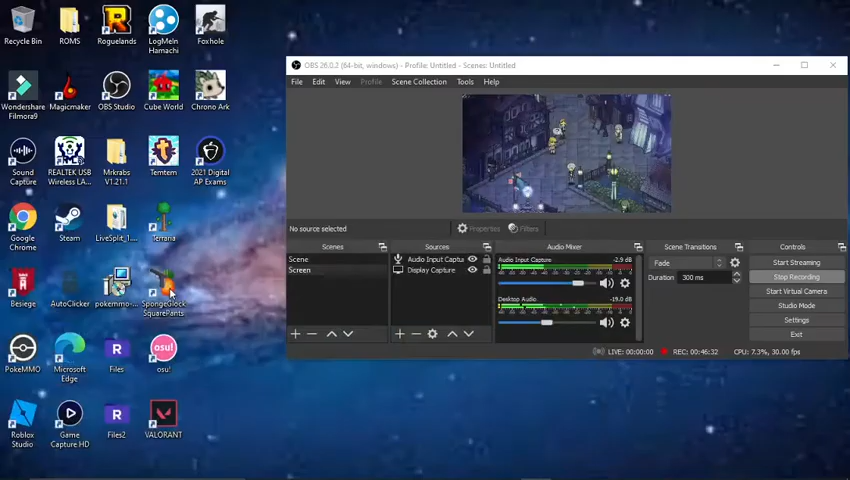 Recycle Bin
ROMS
Roguelands
LogMeIn
Hamachi
Foxhole
Wondershare
Filmora9
Magicmaker
OBS Studio
Cube World
Chrono Ark
Sound
Capture
REALTEK USB
Wireless LA...
Mrkrabs
V1.21.1
Temtem
2021 Digital
AP Exams
Google
Chrome
Steam
LiveSplit_1....
Terraria
Besiege
AutoClicker
pokemmo-...
SpongeGlock
SquarePants
PokeMMO
Microsoft
Edge
Files
osu!
Roblox
Studio
Game
Capture.HD
Files2
VALORANT
OBS 26.0.2 (64-bit, windows) - Profile: Untitled - Scenes: Untitled
File Edit View Profile Scene Collection Tools Help
No source selected
Properties Filters
Scenes
Scene
Screen
Sources
Audio Input Captu
Display Capture
Audio Mixer
Audio Input Capture -2.9 dB
Desktop Audio -19.0 dB
Scene Transitions
Fade
Duration 300 ms
Controls
Start Streaming
Stop Recording
Start Virtual Camera
Studio Mode
Settings
Exit
LIVE: 00:00:00 REC: 00:46:32 CPU: 7.3%, 30.00 fps